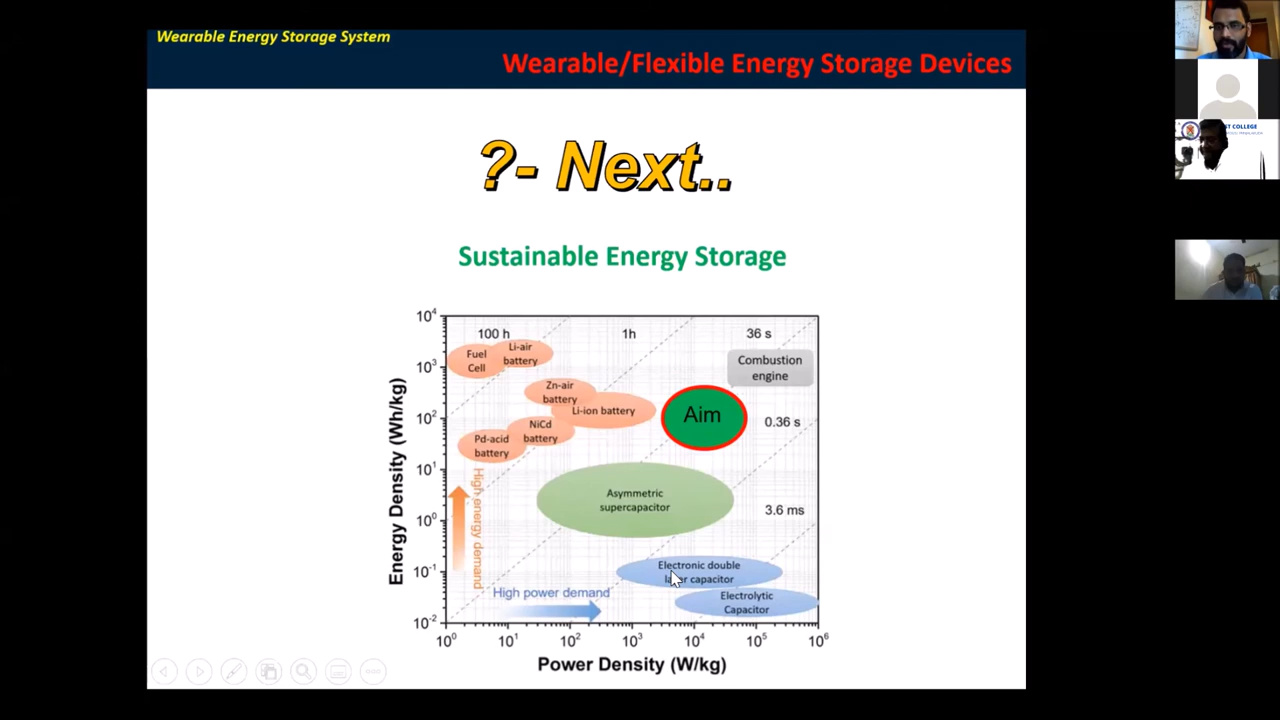 Wearable Energy Storage System
Wearable/Flexible Energy Storage Devices
?- Next..
Sustainable Energy Storage
10⁴
10³
10²
10¹
10⁰
10⁻¹
10⁻²
Energy Density (Wh/kg)
100 h
1h
36 s
0.36 s
3.6 ms
Fuel
Cell
Li-air
battery
Zn-air
battery
Li-ion battery
NiCd
battery
Pd-acid
battery
Combustion
engine
Aim
Asymmetric
supercapacitor
Electronic double
capacitor
Electrolytic
Capacitor
High energy demand
High power demand
10⁰
10¹
10²
10³
10⁴
10⁵
10⁶
Power Density (W/kg)
ST COLLEGE